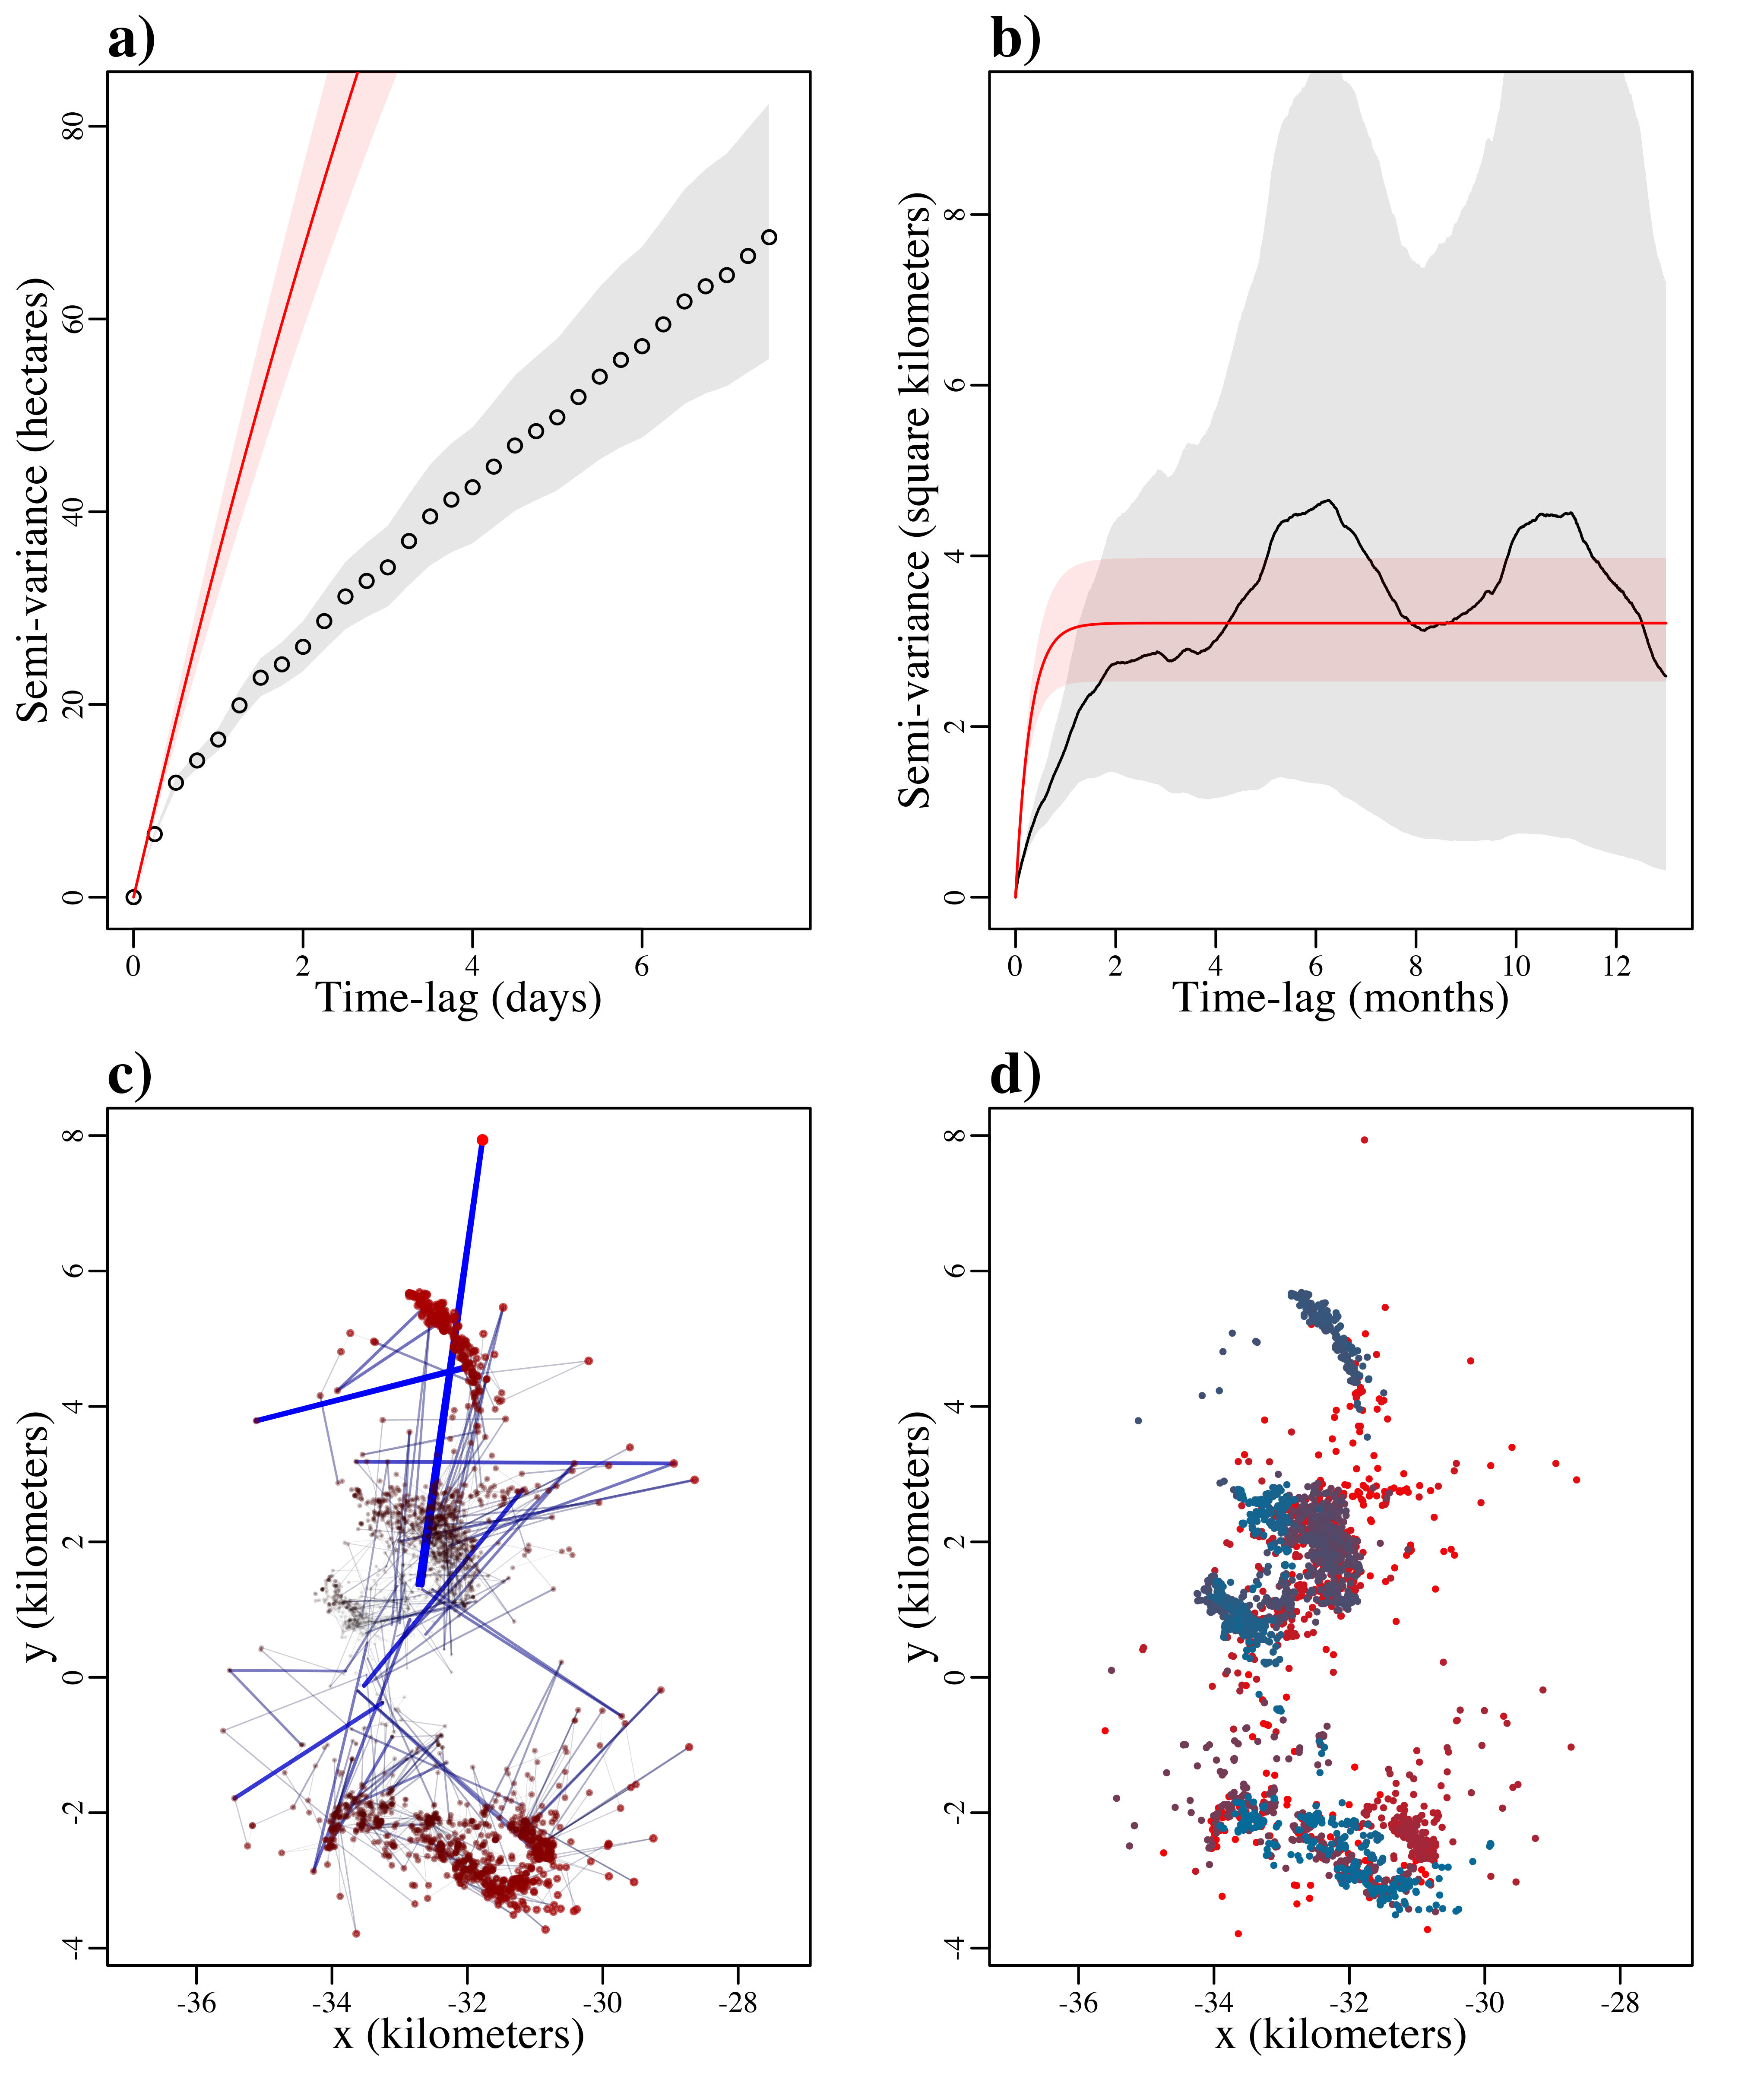 a)
Semi-variance (hectares)
80
60
40
20
0
0 2 4 6
Time-lag (days)
b)
Semi-variance (square kilometers)
8
6
4
2
0
0 2 4 6 8 10 12
Time-lag (months)
c)
y (kilometers)
8
6
4
2
0
-2
-4
-36 -34 -32 -30 -28
x (kilometers)
d)
y (kilometers)
8
6
4
2
0
-2
-4
-36 -34 -32 -30 -28
x (kilometers)